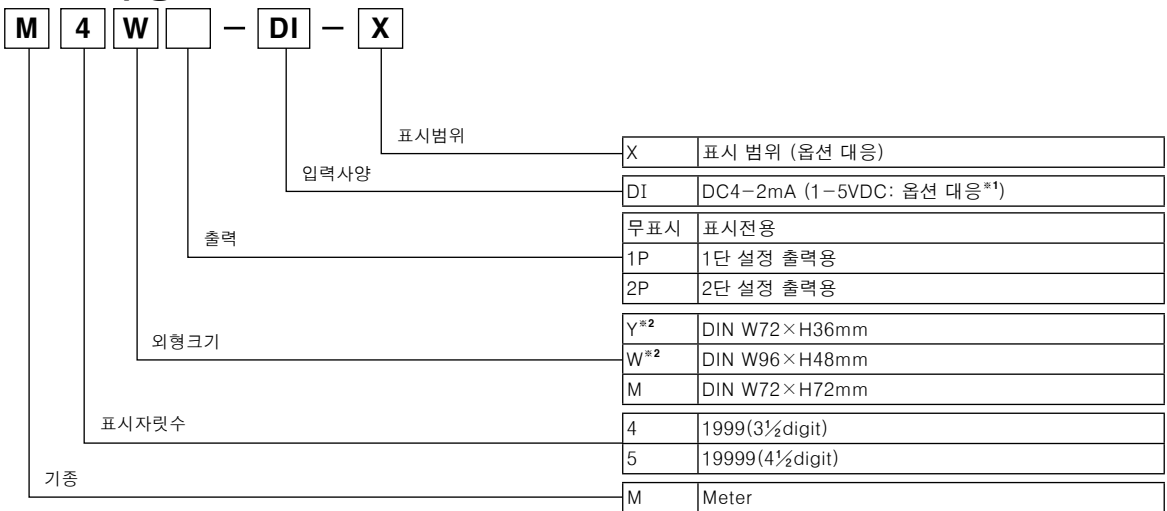 M 4 W − DI − X
표시범위
X 표시 범위 (옵션 대응)
입력사양
DI DC4−2mA (1−5VDC: 옵션 대응※1)
출력
무표시 표시전용
1P 1단 설정 출력용
2P 2단 설정 출력용
외형크기
Y※2 DIN W72×H36mm
W※2 DIN W96×H48mm
M DIN W72×H72mm
표시자릿수
4 1999(3½digit)
5 19999(4½digit)
기종
M Meter